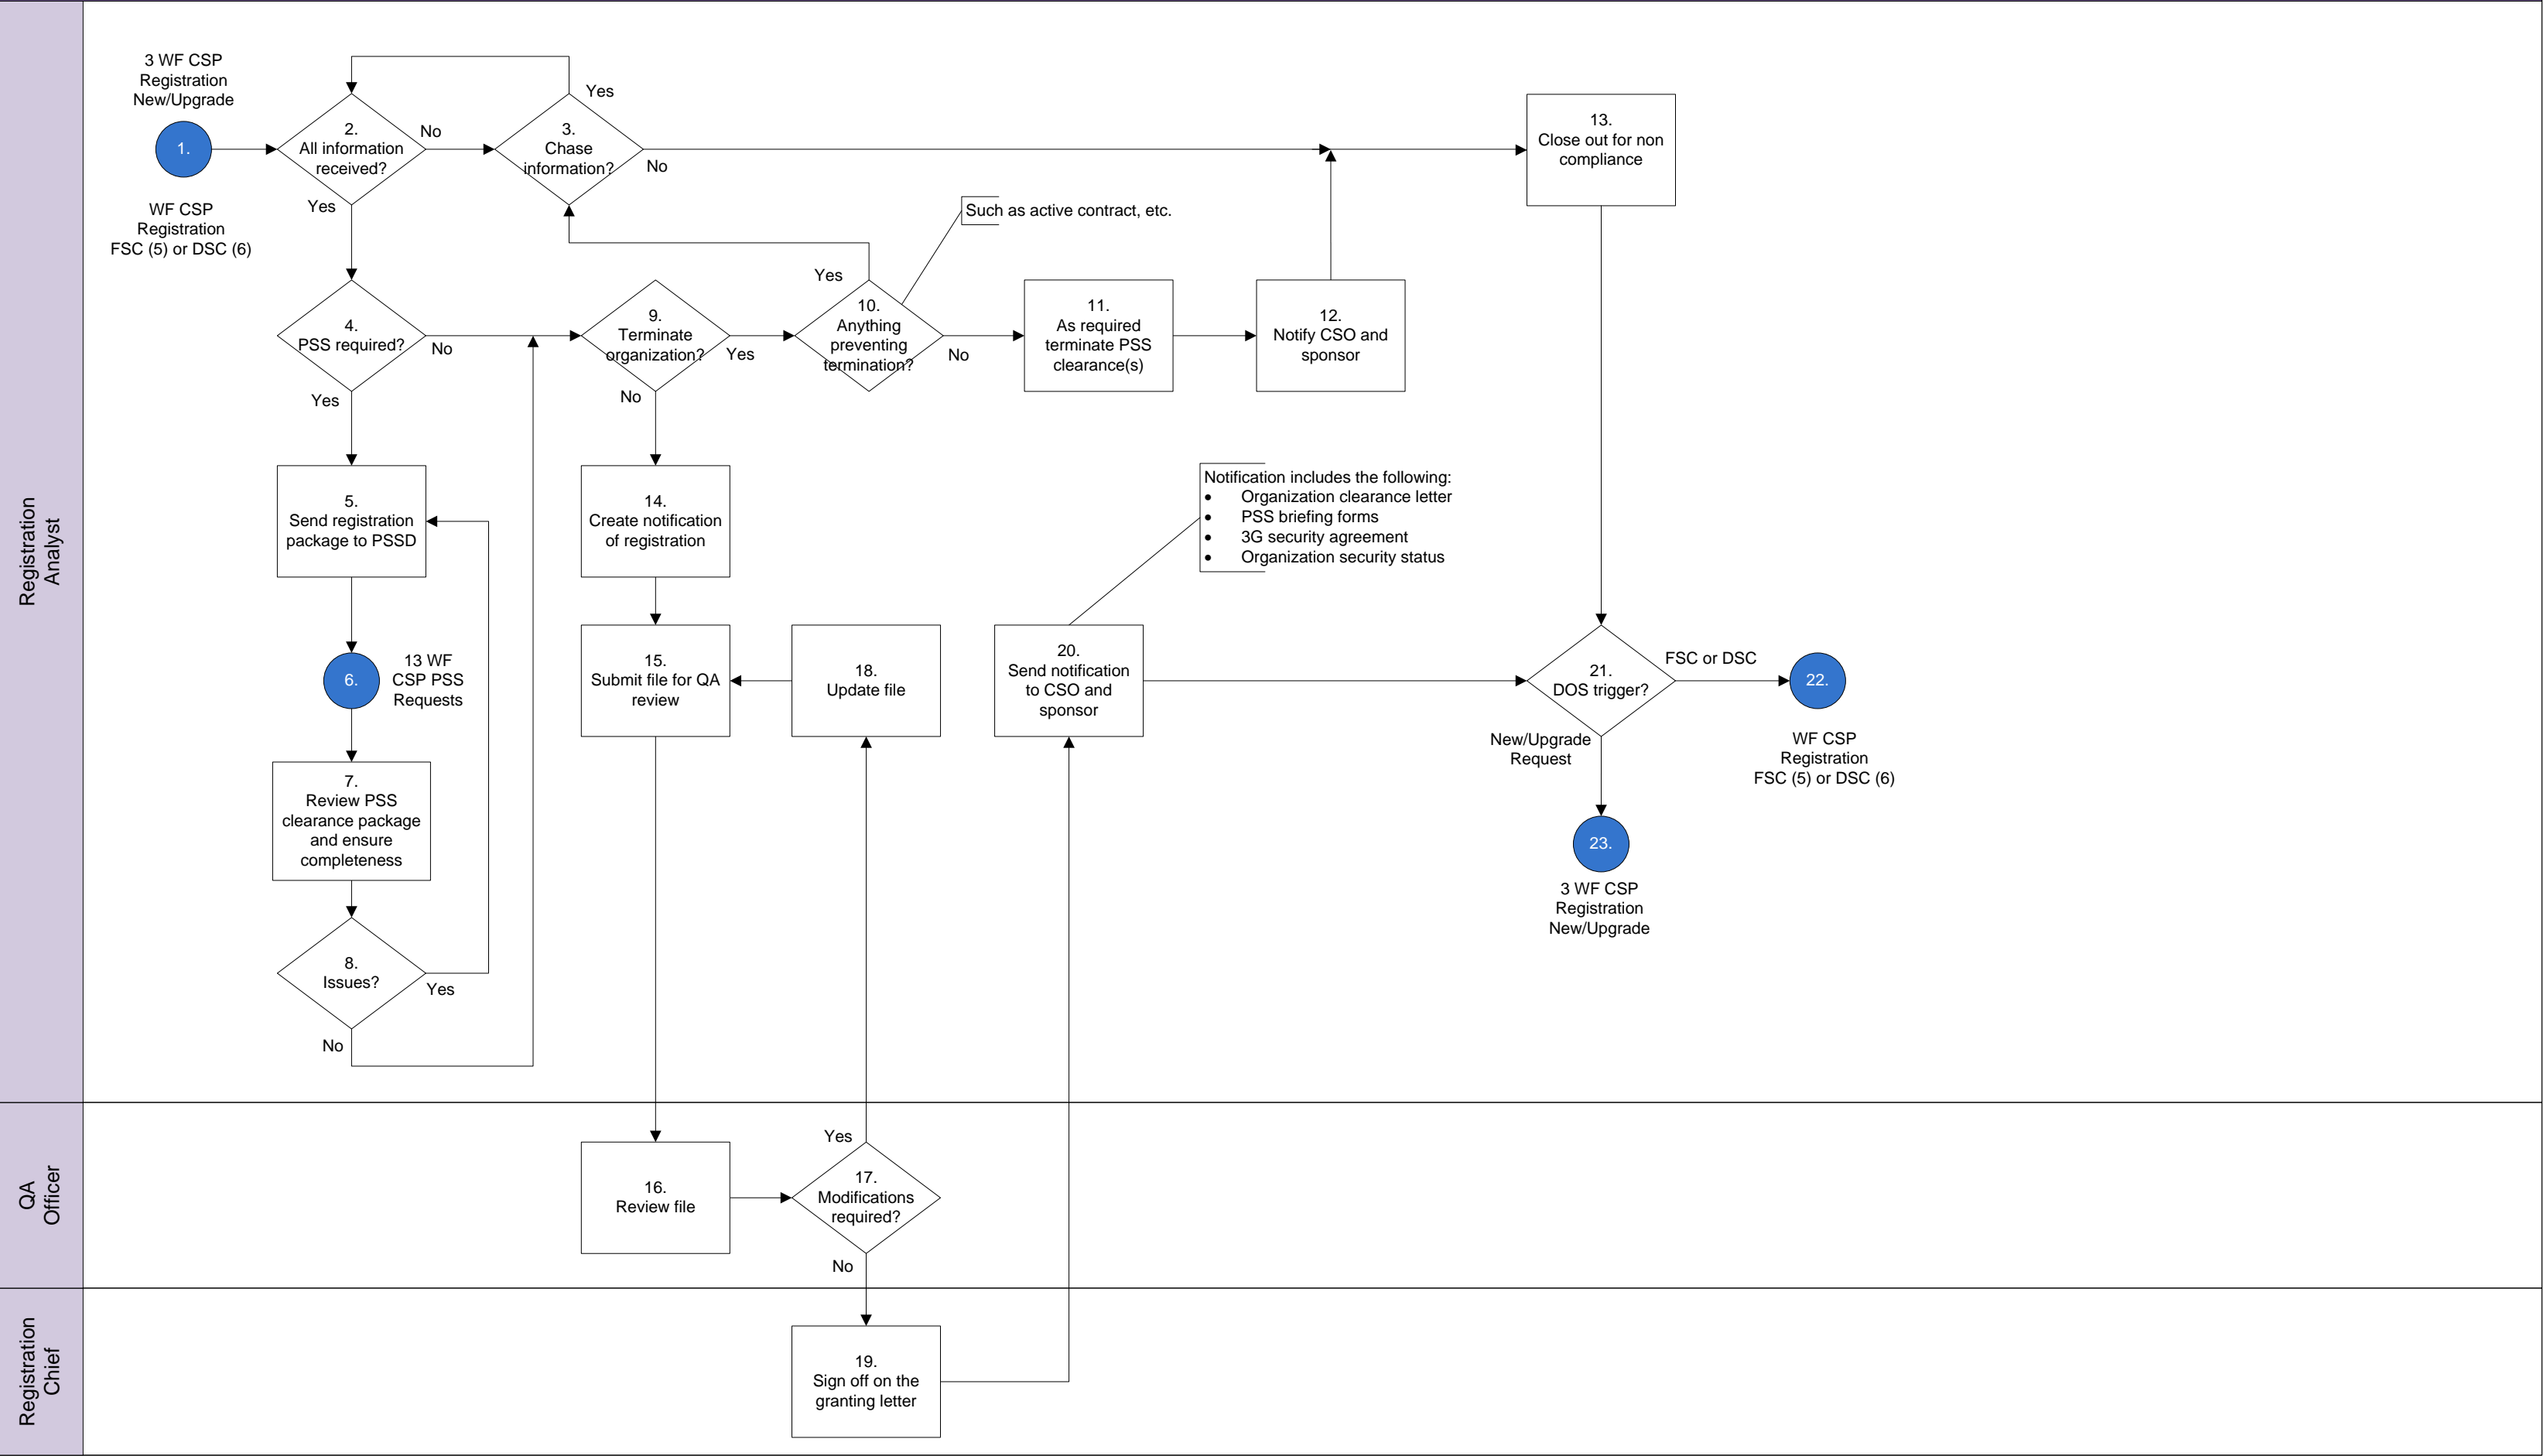 Registration
Analyst
3 WF CSP
Registration
New/Upgrade
1.
WF CSP
Registration
FSC (5) or DSC (6)
2.
All information
received?
No
Yes
3.
Chase
information?
Yes
No
13.
Close out for non
compliance
Such as active contract, etc.
4.
PSS required?
No
Yes
9.
Terminate
organization?
Yes
No
10.
Anything
preventing
termination?
Yes
No
11.
As required
terminate PSS
clearance(s)
12.
Notify CSO and
sponsor
5.
Send registration
package to PSSD
14.
Create notification
of registration
Notification includes the following:
• Organization clearance letter
• PSS briefing forms
• 3G security agreement
• Organization security status
6.
13 WF
CSP PSS
Requests
15.
Submit file for QA
review
18.
Update file
20.
Send notification
to CSO and
sponsor
21.
DOS trigger?
FSC or DSC
New/Upgrade
Request
22.
WF CSP
Registration
FSC (5) or DSC (6)
23.
3 WF CSP
Registration
New/Upgrade
7.
Review PSS
clearance package
and ensure
completeness
8.
Issues?
Yes
No
QA
Officer
16.
Review file
17.
Modifications
required?
Yes
No
Registration
Chief
19.
Sign off on the
granting letter